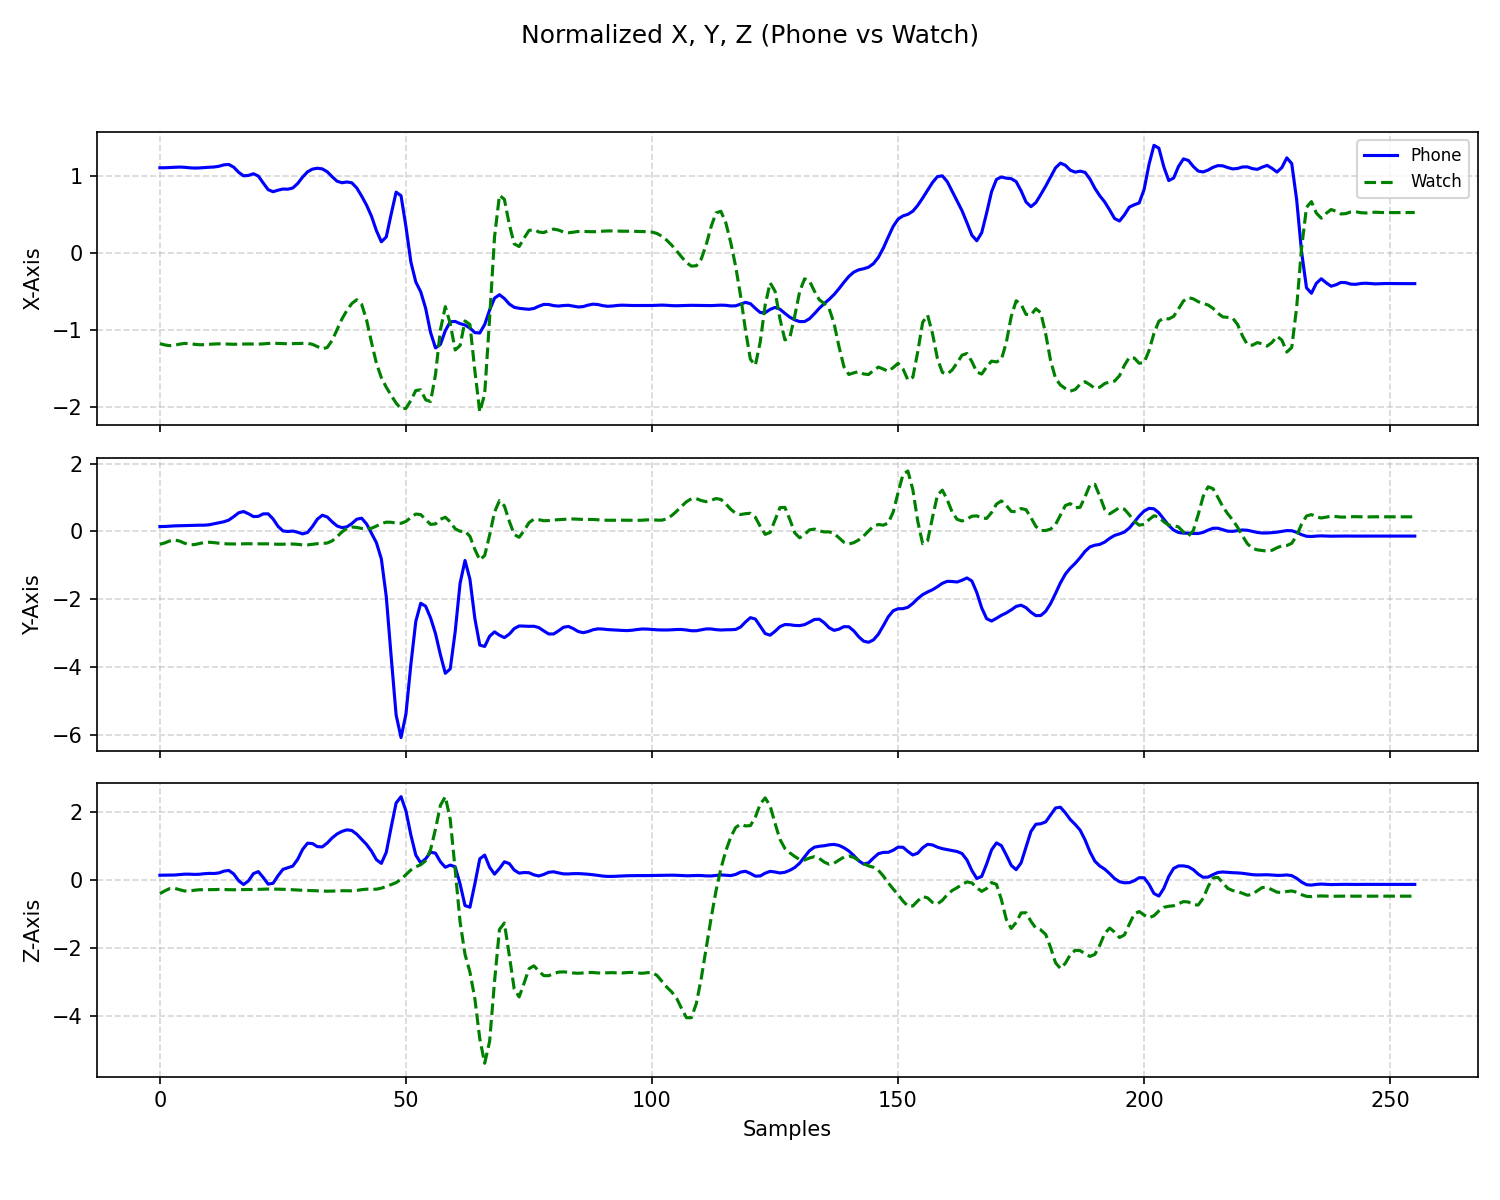 Normalized X, Y, Z (Phone vs Watch)
Phone
Watch
X-Axis
1
0
−1
−2
Y-Axis
2
0
−2
−4
−6
Z-Axis
2
0
−2
−4
0 50 100 150 200 250
Samples